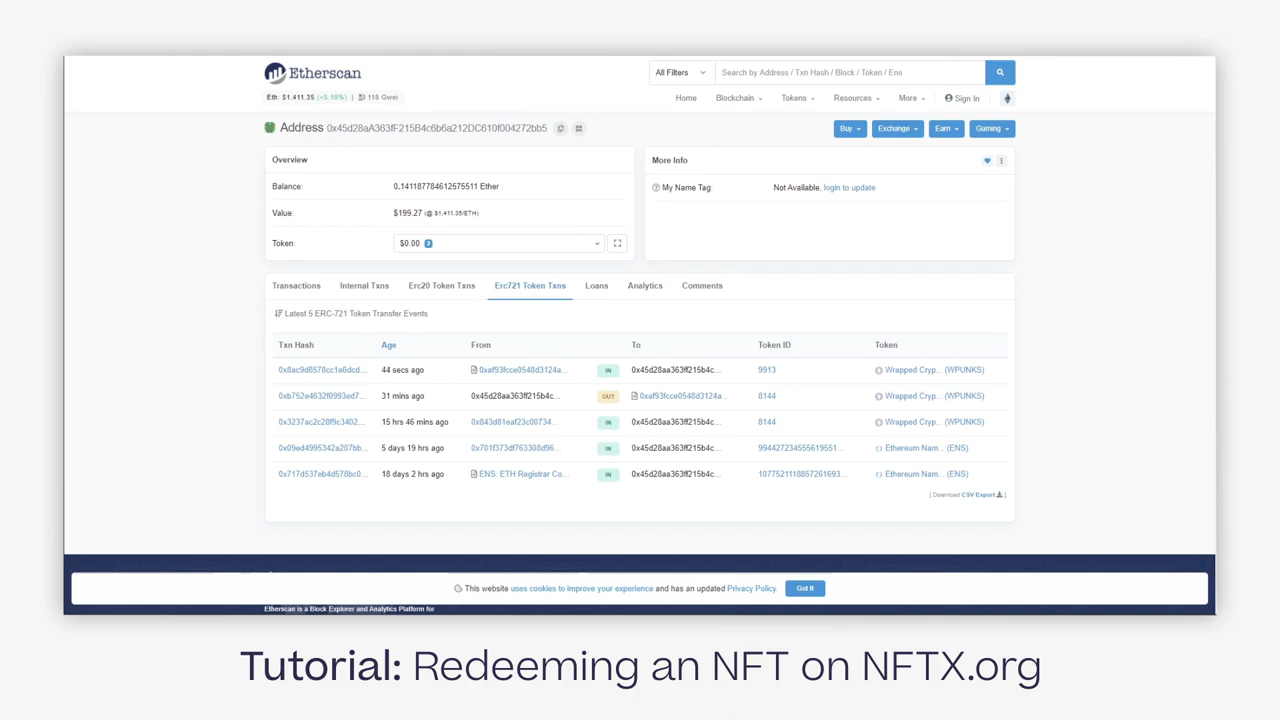 Etherscan
All Filters Search by Address / Txn Hash / Block / Token / Ens
Eth: $1,411.35 (+5.19%) | 118 Gwei
Home Blockchain Tokens Resources More Sign In
Address 0x45d28aA363fF215B4c6b6a212DC610f004272bb5
Buy Exchange Earn Gaming
Overview
Balance: 0.141187784612575511 Ether
Value: $199.27 (@ $1,411.35/ETH)
Token: $0.00 2
More Info
My Name Tag: Not Available, login to update
Transactions Internal Txns Erc20 Token Txns Erc721 Token Txns Loans Analytics Comments
Latest 5 ERC-721 Token Transfer Events
Txn Hash Age From To Token ID Token
0x8ac9d8578cc1e6dcd... 44 secs ago 0xaf93fcce0548d3124a... IN 0x45d28aa363ff215b4c... 9913 Wrapped Cryp... (WPUNKS)
0xb752e4632f0993ed7... 31 mins ago 0x45d28aa363ff215b4c... OUT 0xaf93fcce0548d3124a... 8144 Wrapped Cryp... (WPUNKS)
0x3237ac2c28f9c3402... 15 hrs 46 mins ago 0x843d81eaf23c00734... IN 0x45d28aa363ff215b4c... 8144 Wrapped Cryp... (WPUNKS)
0x09ed4995342a207bb... 5 days 19 hrs ago 0x701f373df763308d96... IN 0x45d28aa363ff215b4c... 994427234555619551... Ethereum Nam... (ENS)
0x717d537eb4d578bc0... 18 days 2 hrs ago ENS: ETH Registrar Co... IN 0x45d28aa363ff215b4c... 1077521118857261693... Ethereum Nam... (ENS)
[ Download CSV Export ]
This website uses cookies to improve your experience and has an updated Privacy Policy. Got It
Etherscan is a Block Explorer and Analytics Platform for
Tutorial: Redeeming an NFT on NFTX.org